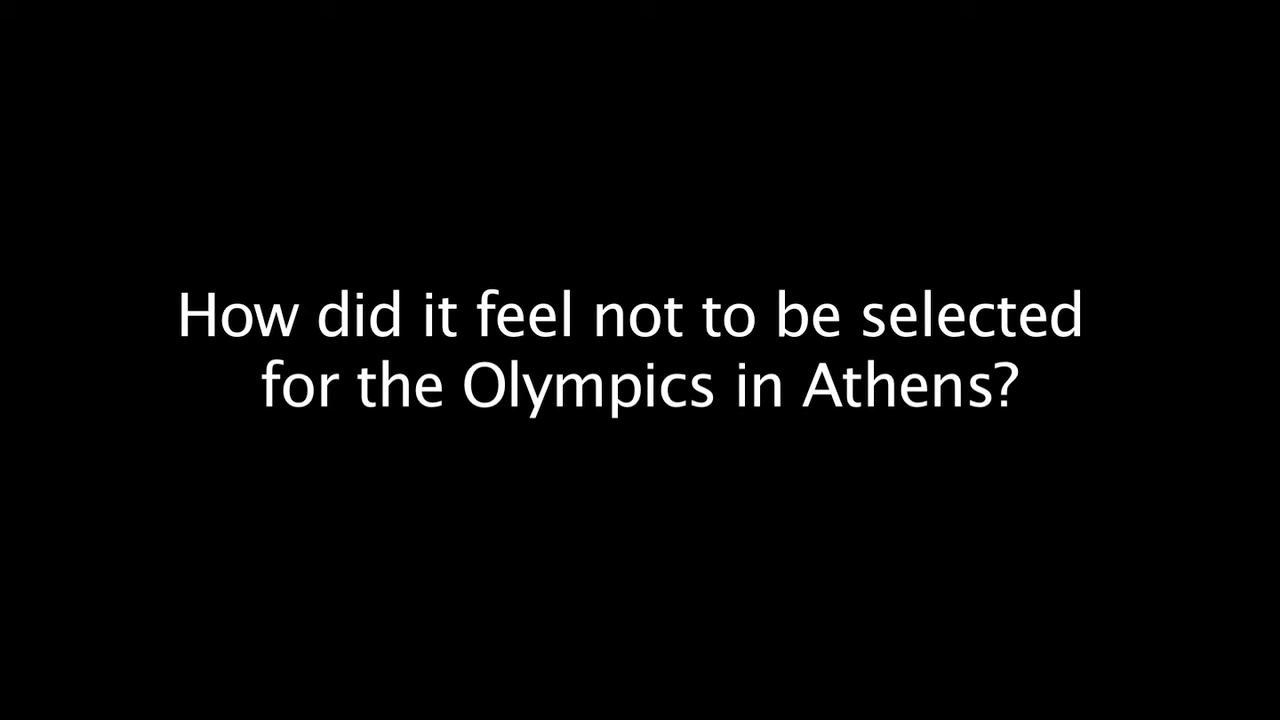 How did it feel not to be selected
for the Olympics in Athens?